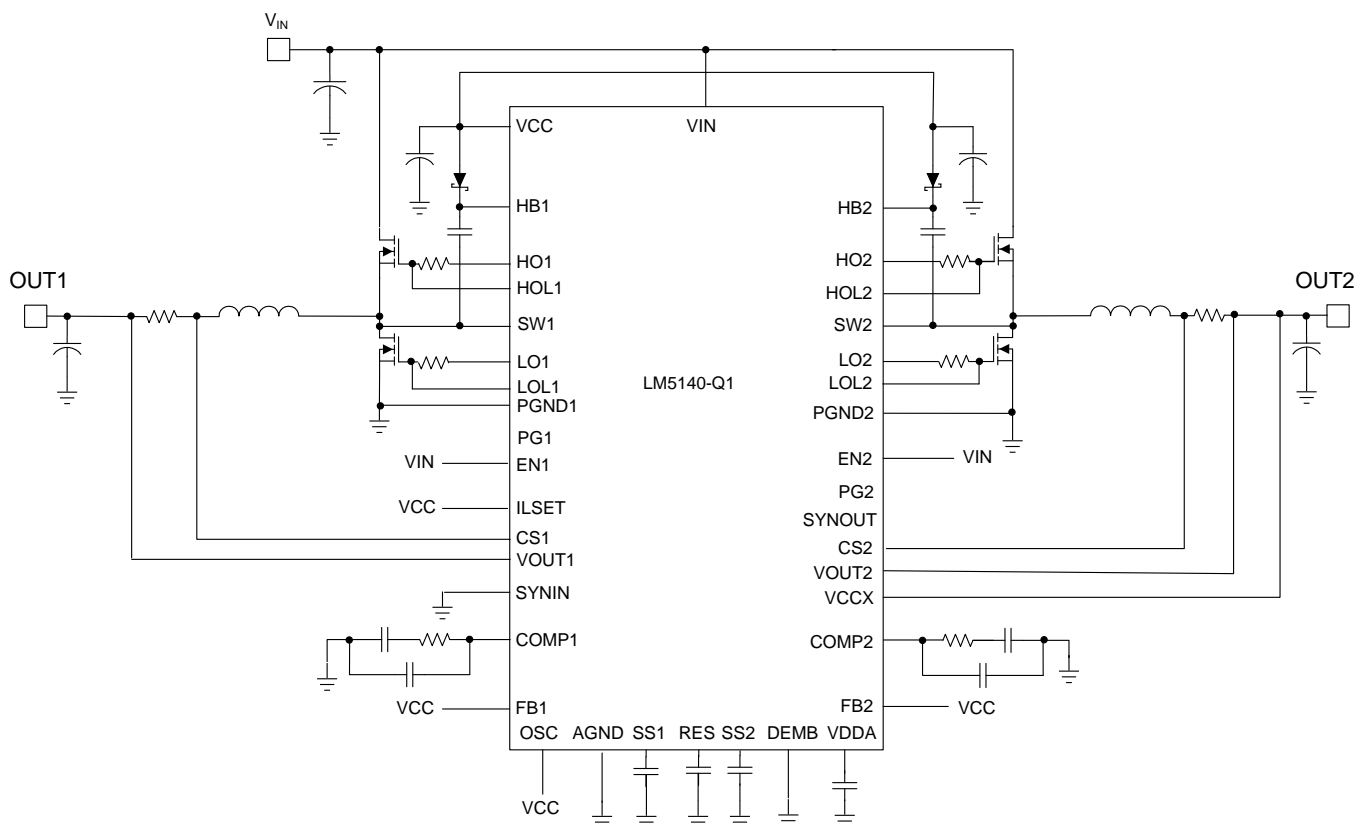 VIN
VCC
VIN
HB1
HB2
HO1
HO2
HOL1
HOL2
OUT1
OUT2
SW1
SW2
LO1
LO2
LOL1
LOL2
LM5140-Q1
PGND1
PGND2
PG1
VIN
EN1
EN2
VIN
PG2
VCC
ILSET
SYNOUT
CS1
CS2
VOUT1
VOUT2
SYNIN
VCCX
COMP1
COMP2
VCC
FB1
FB2
VCC
OSC
AGND
SS1
RES
SS2
DEMB
VDDA
VCC